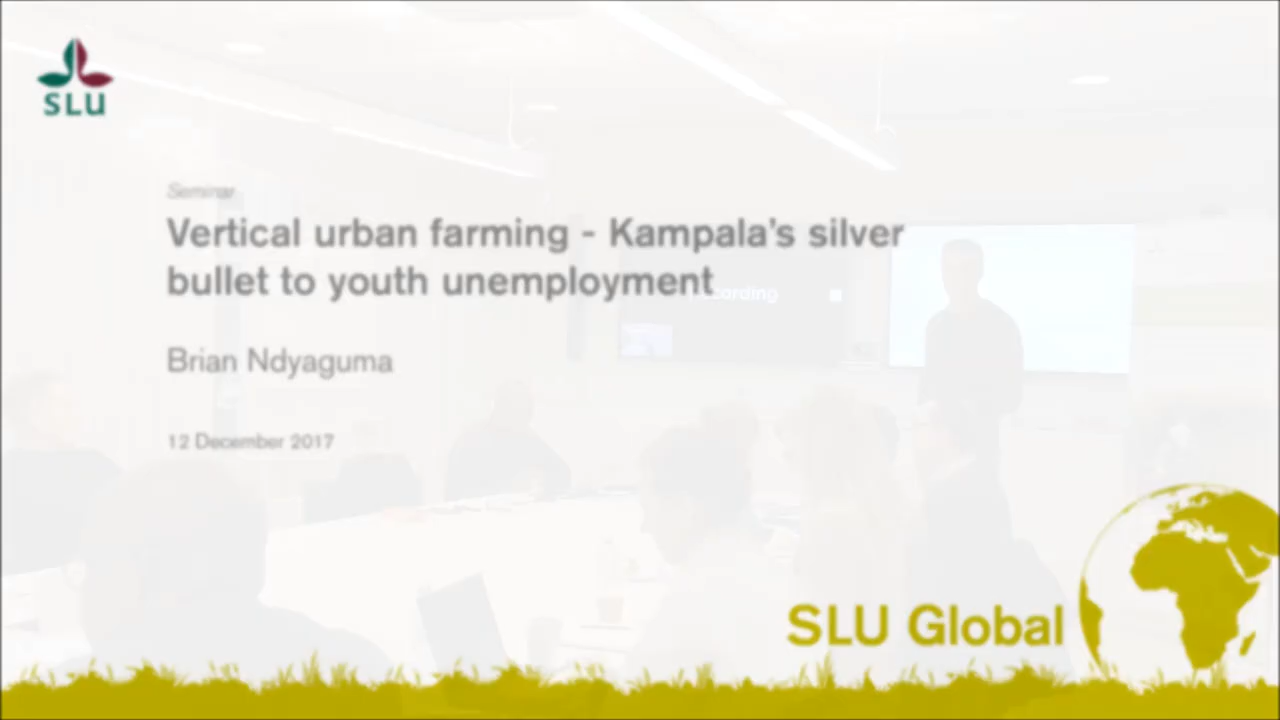 SLU
Seminar
Vertical urban farming - Kampala's silver
bullet to youth unemployment
Brian Ndyaguma
12 December 2017
SLU Global